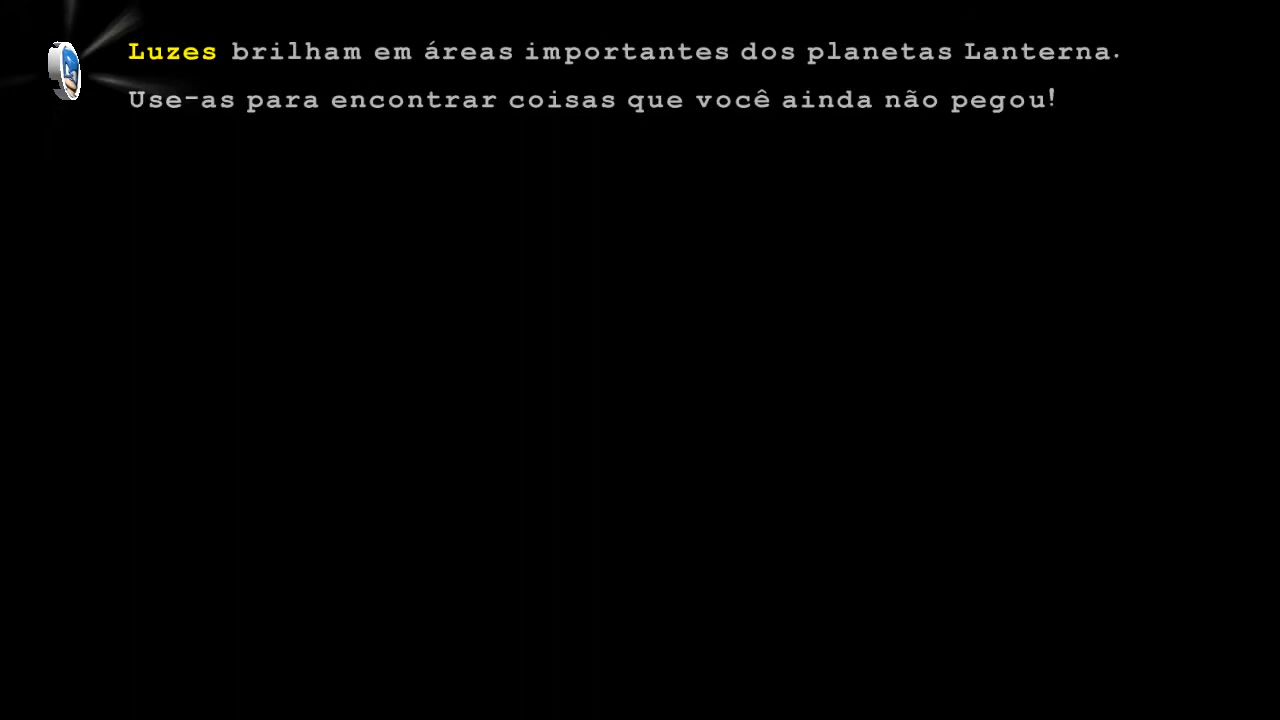 Luzes brilham em áreas importantes dos planetas Lanterna.
Use-as para encontrar coisas que você ainda não pegou!